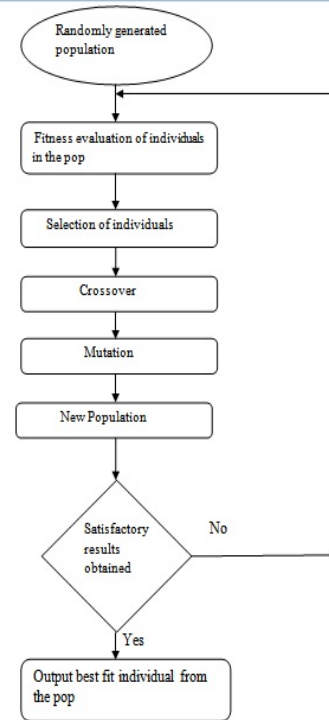 Randomly generated
population
Fitness evaluation of individuals
in the pop
Selection of individuals
Crossover
Mutation
New Population
Satisfactory
results
obtained
No
Yes
Output best fit individual from
the pop